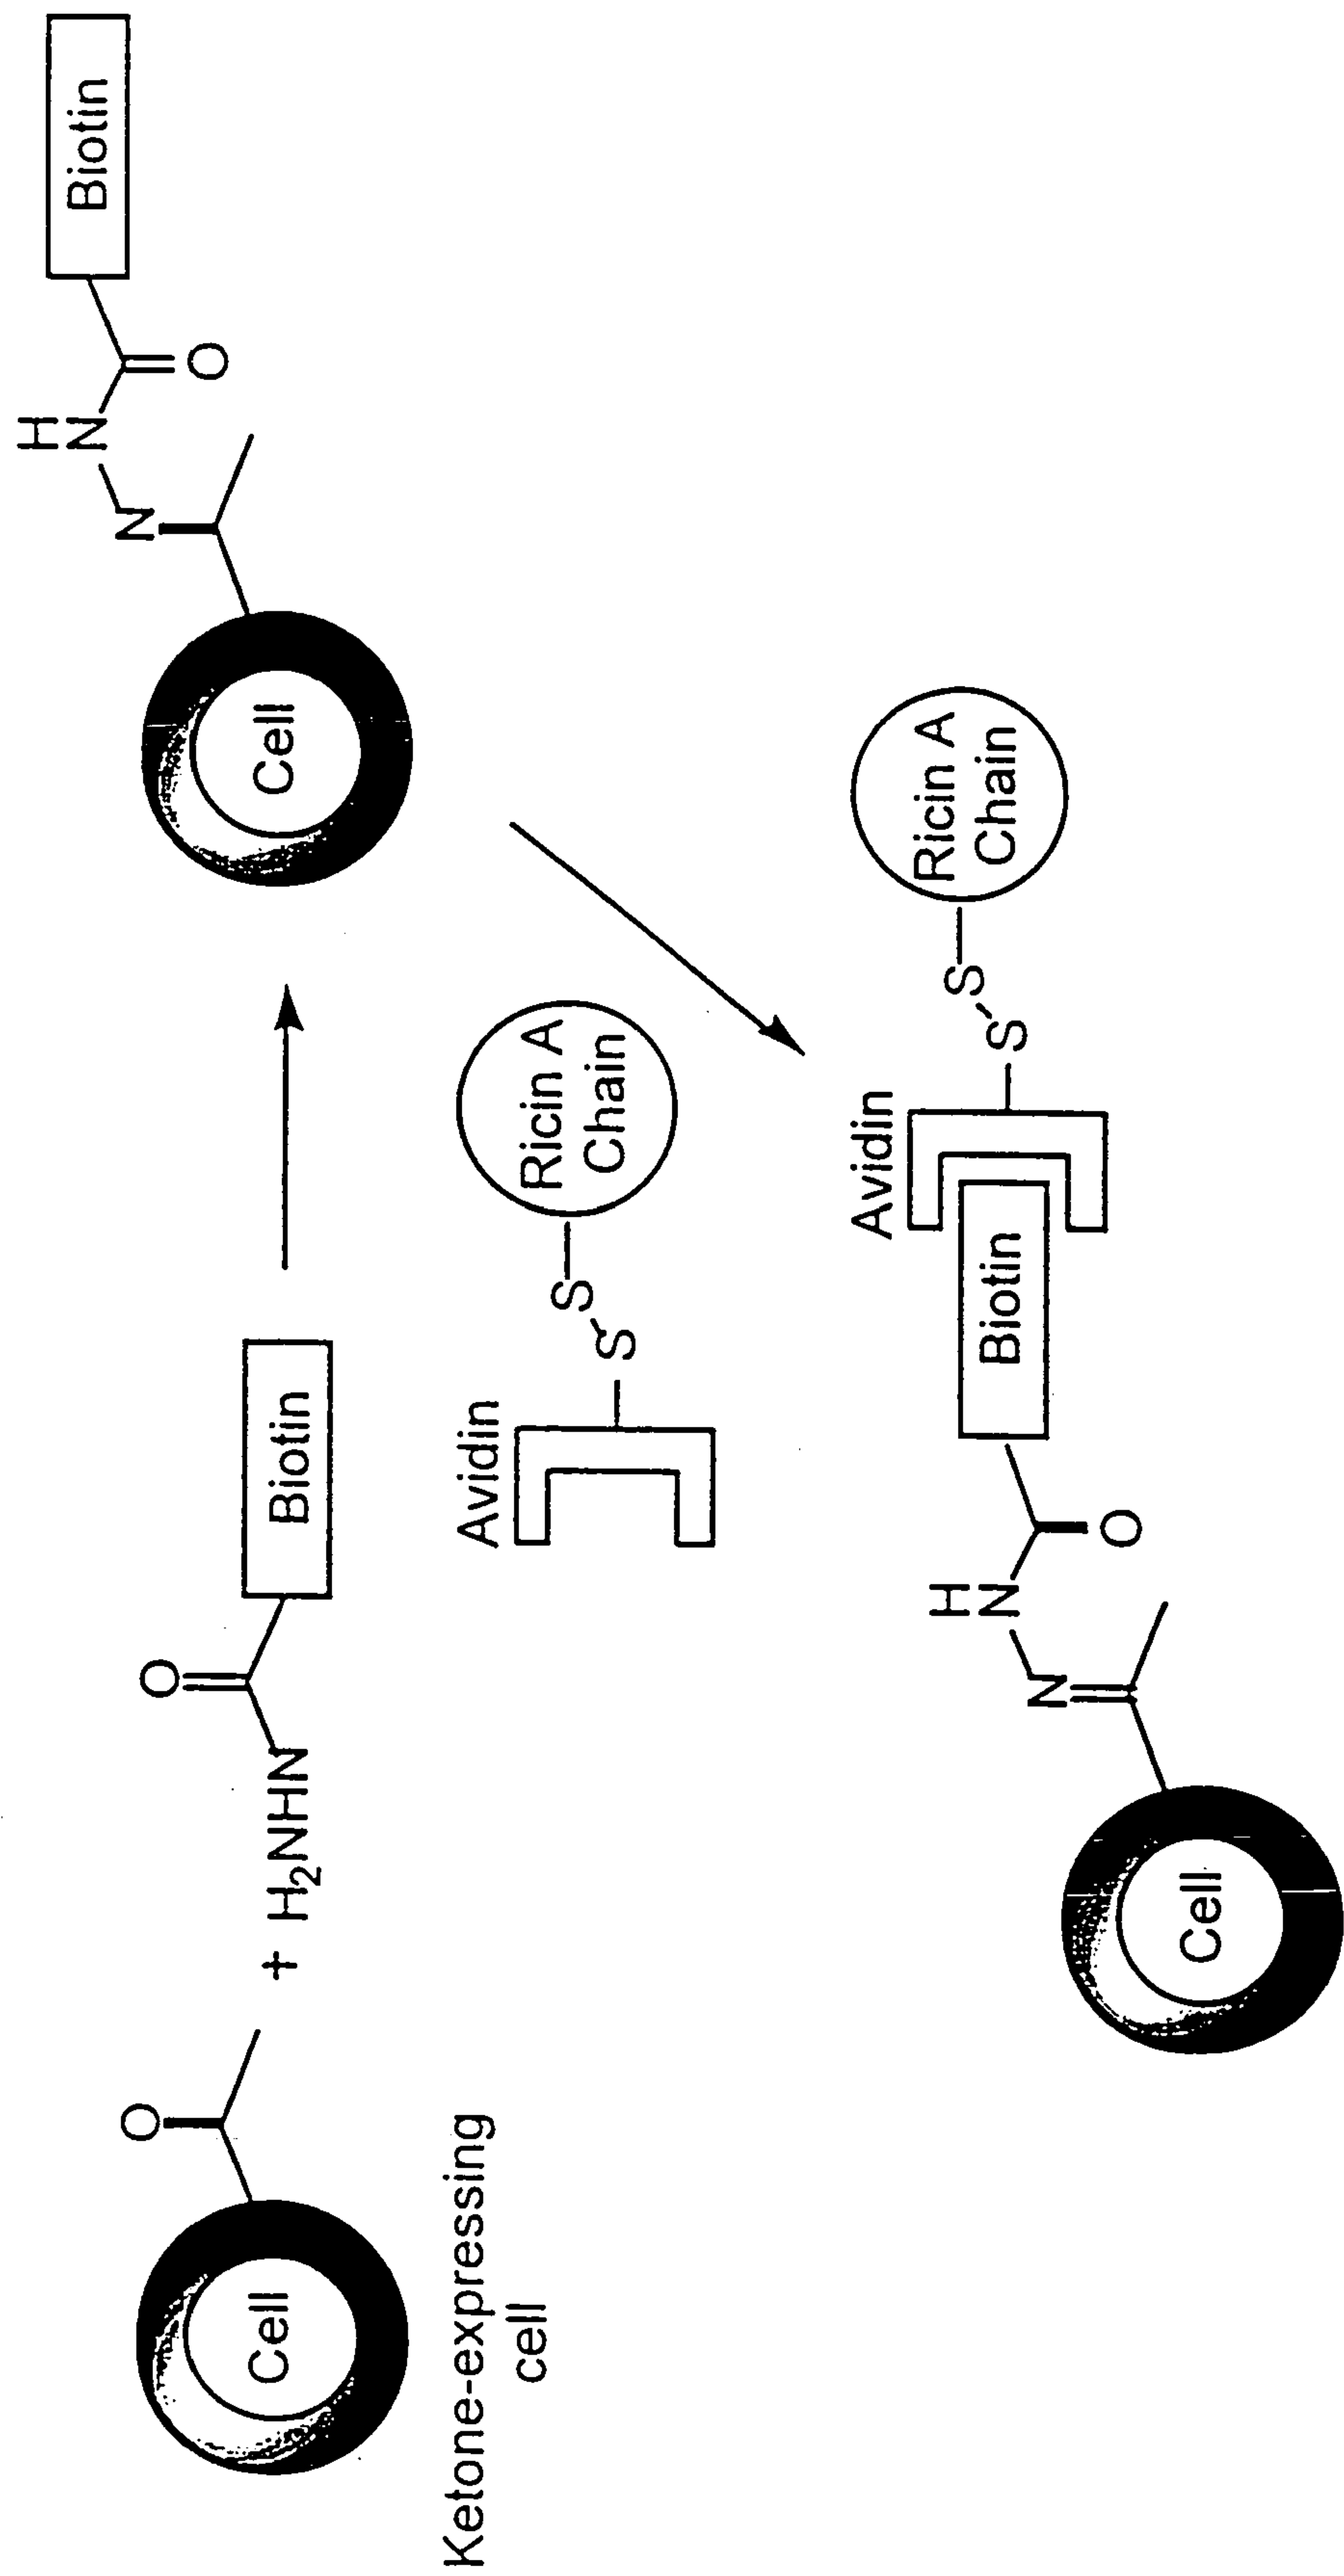 Cell
O
Ketone-expressing
cell
+
H₂NHN
O
Biotin
Cell
N
H
N
O
Biotin
Avidin
S
S
Ricin A
Chain
Cell
N
H
N
O
Biotin
Avidin
S
S
Ricin A
Chain